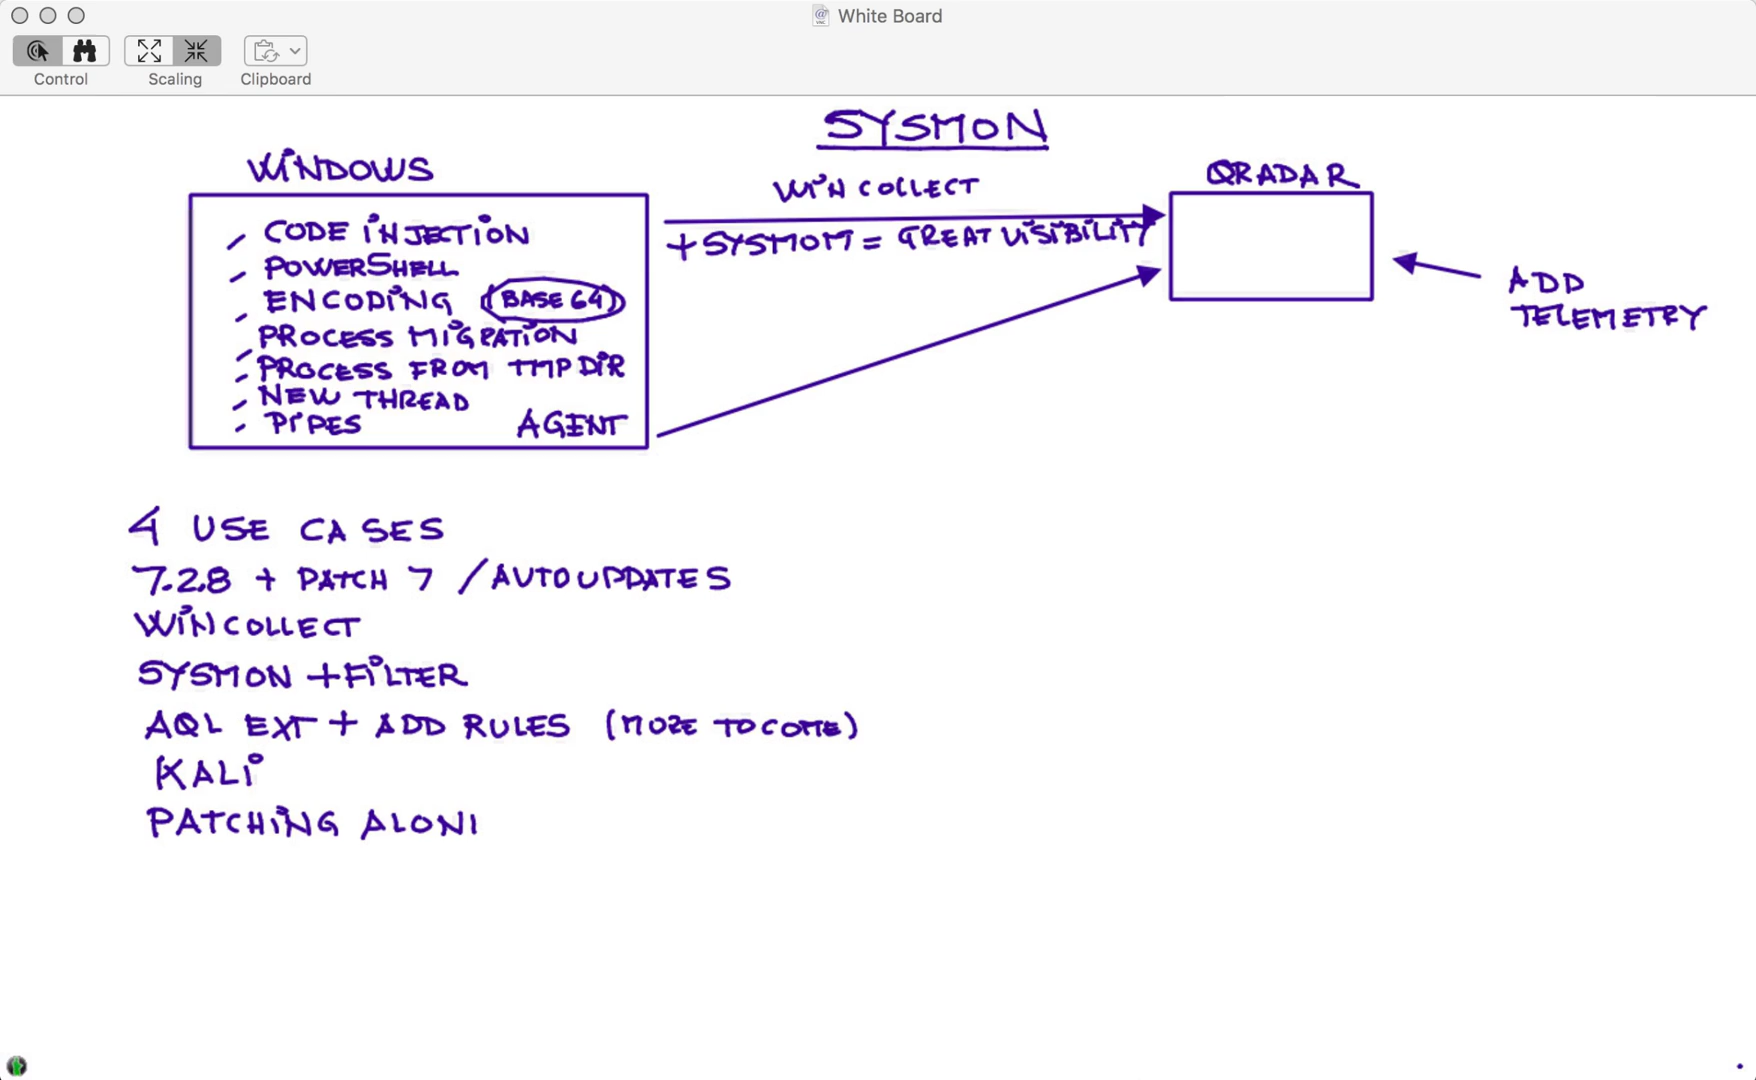 White Board
Control
Scaling
Clipboard
SYSMON
WINDOWS
WIN COLLECT
QRADAR
CODE INJECTION
+ SYSMOM = GREAT VISIBILITY
POWERSHELL
ENCODING (BASE 64)
ADD
TELEMETRY
PROCESS MIGRATION
PROCESS FROM TMP DIR
NEW THREAD
PIPES
AGENT
4 USE CASES
7.2.8 + PATCH 7 / AUTOUPDATES
WINCOLLECT
SYSMON + FILTER
AQL EXT + ADD RULES (MORE TO COME)
KALI
PATCHING ALONI